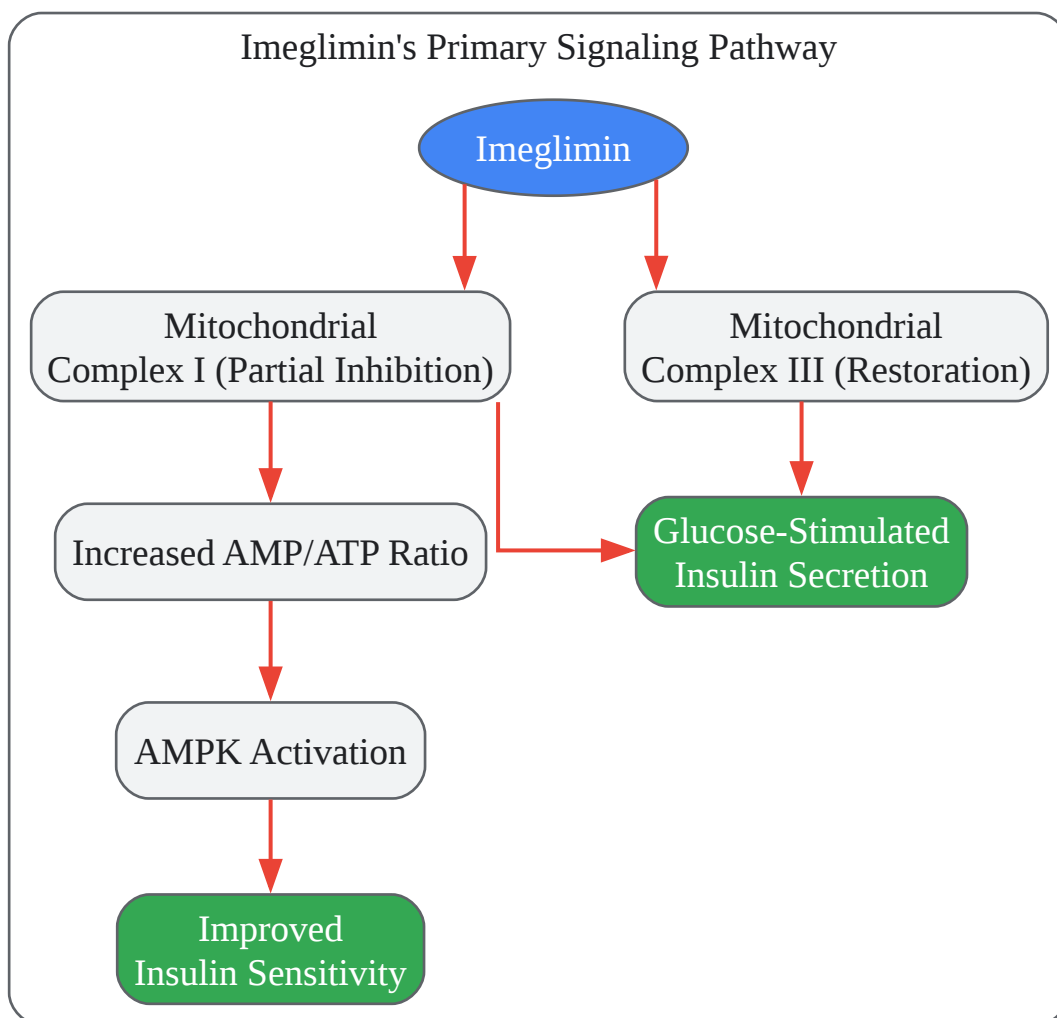 Imeglimin's Primary Signaling Pathway
Imeglimin
Mitochondrial
Complex I (Partial Inhibition)
Mitochondrial
Complex III (Restoration)
Increased AMP/ATP Ratio
Glucose-Stimulated
Insulin Secretion
AMPK Activation
Improved
Insulin Sensitivity